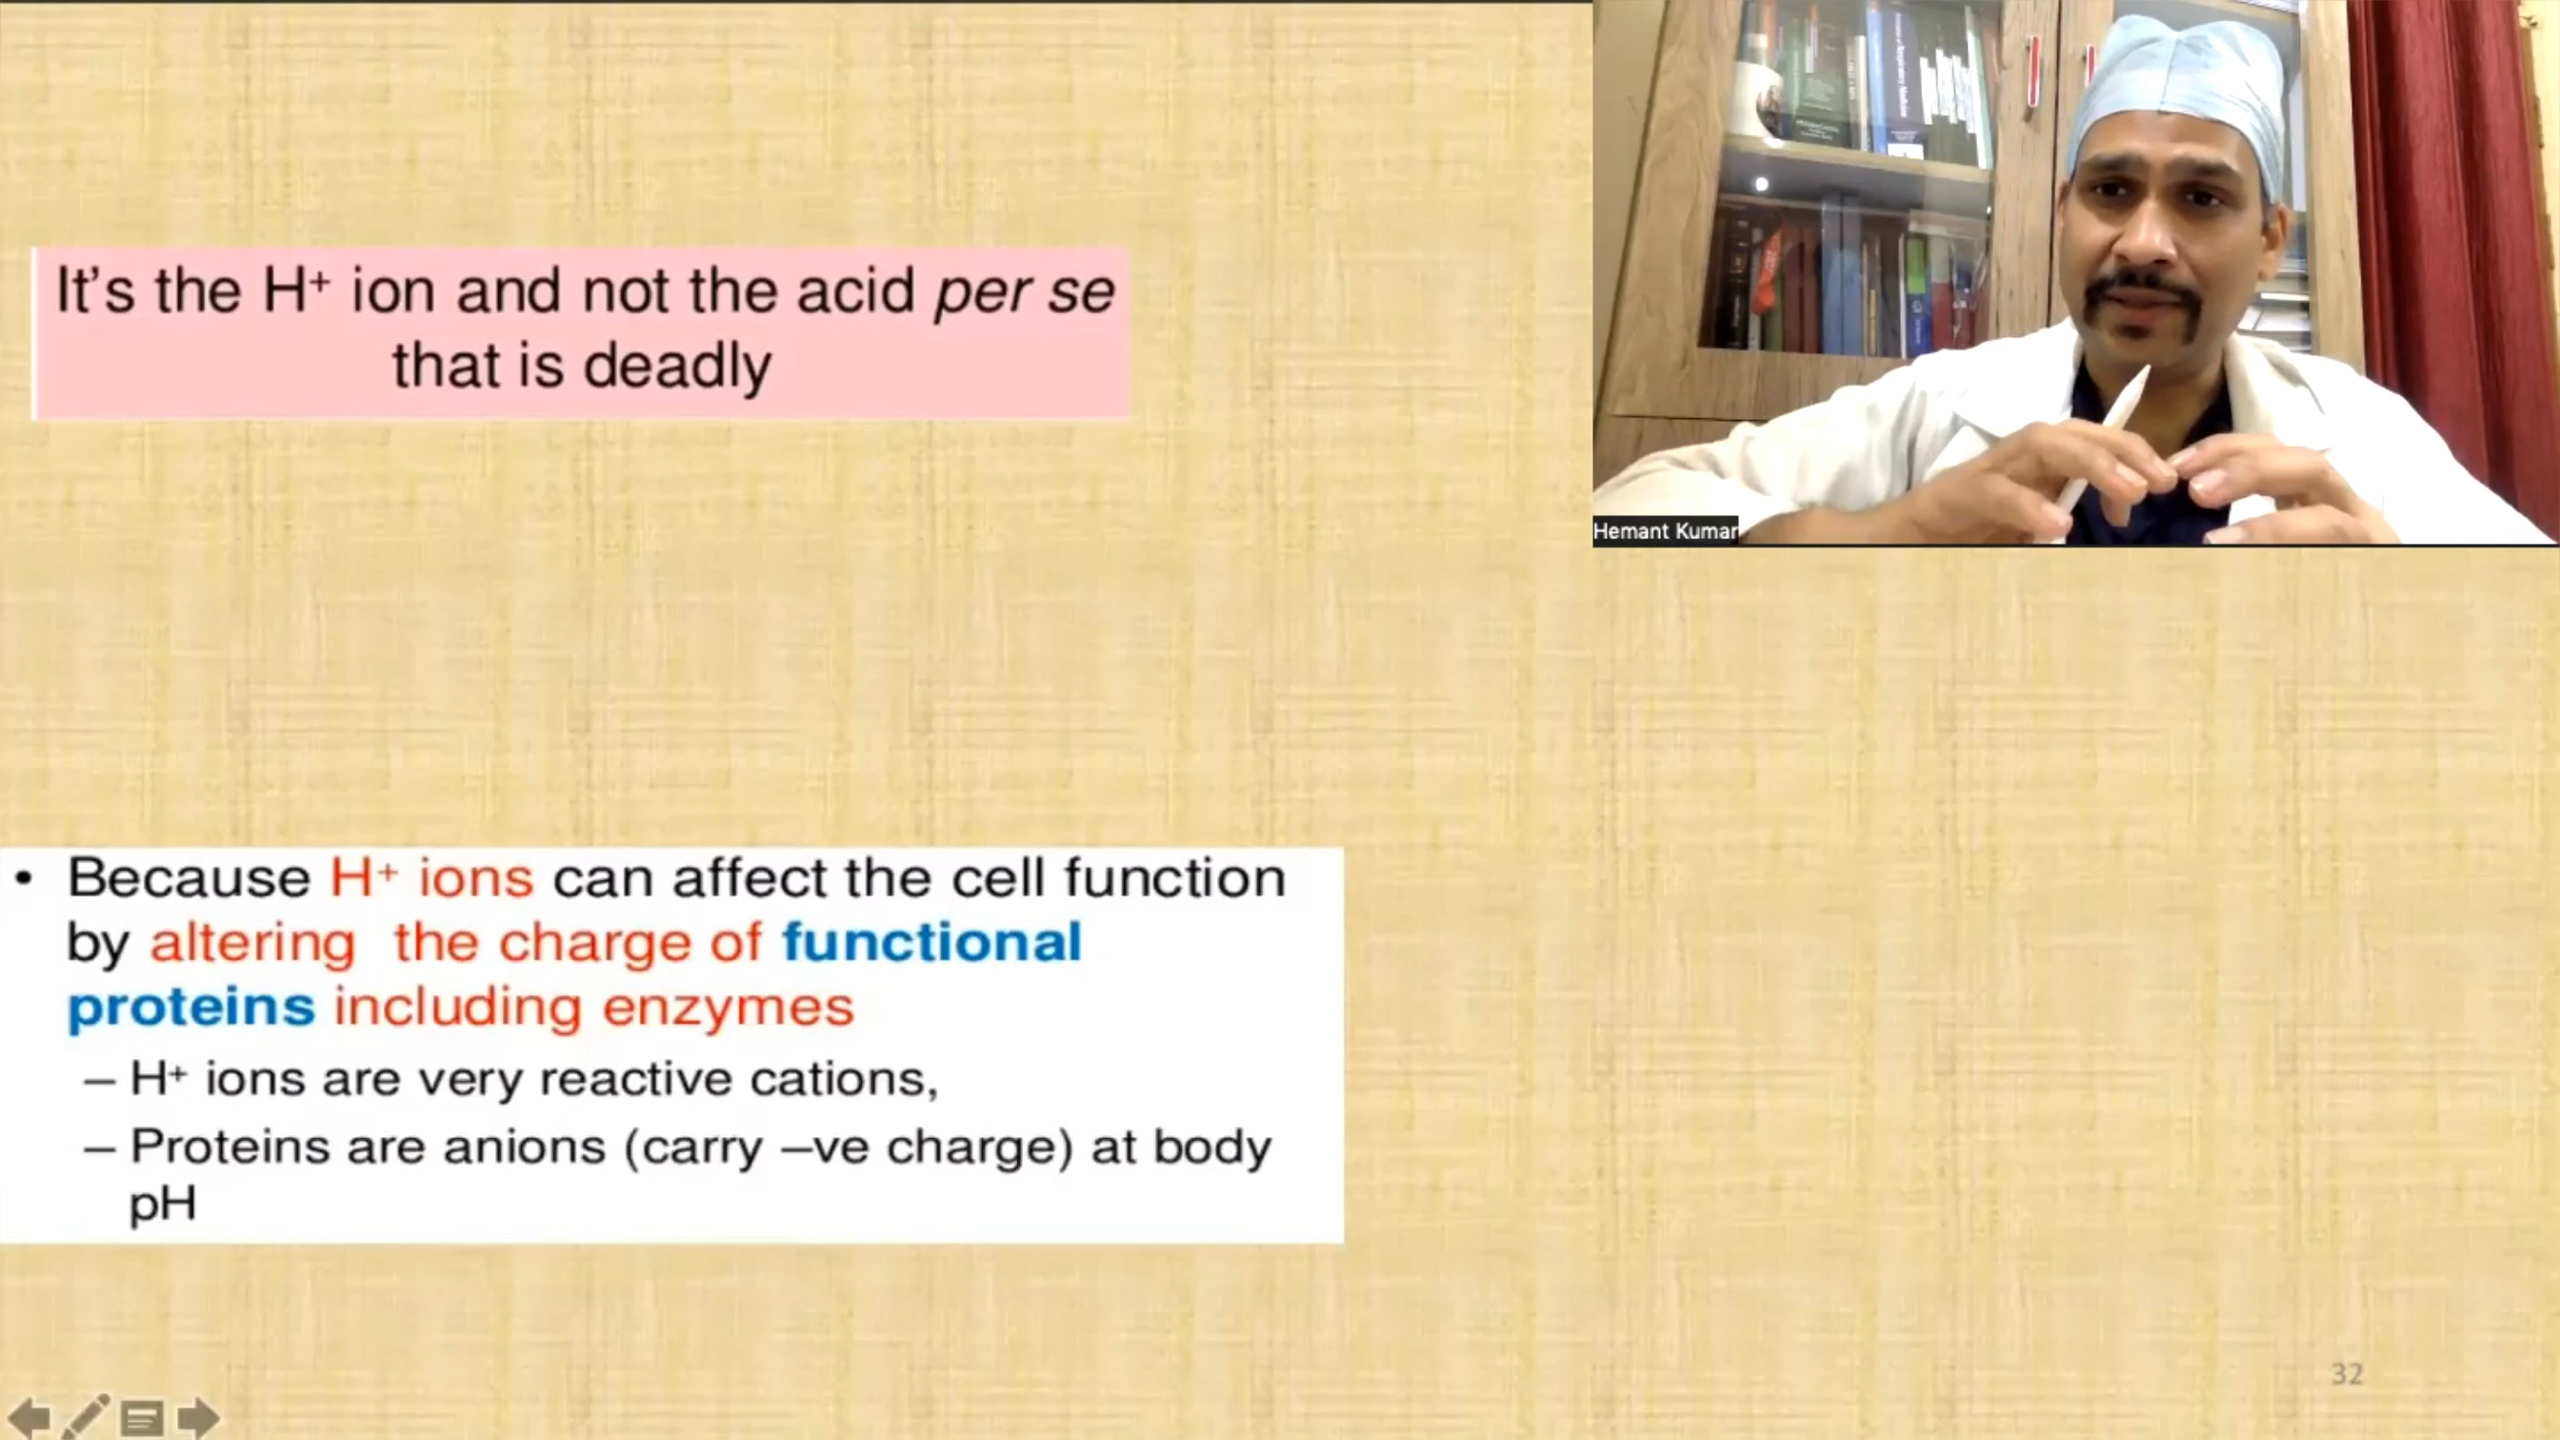 It's the H⁺ ion and not the acid per se
that is deadly
Hemant Kumar
• Because H⁺ ions can affect the cell function
by altering the charge of functional
proteins including enzymes
– H⁺ ions are very reactive cations,
– Proteins are anions (carry –ve charge) at body
pH
32